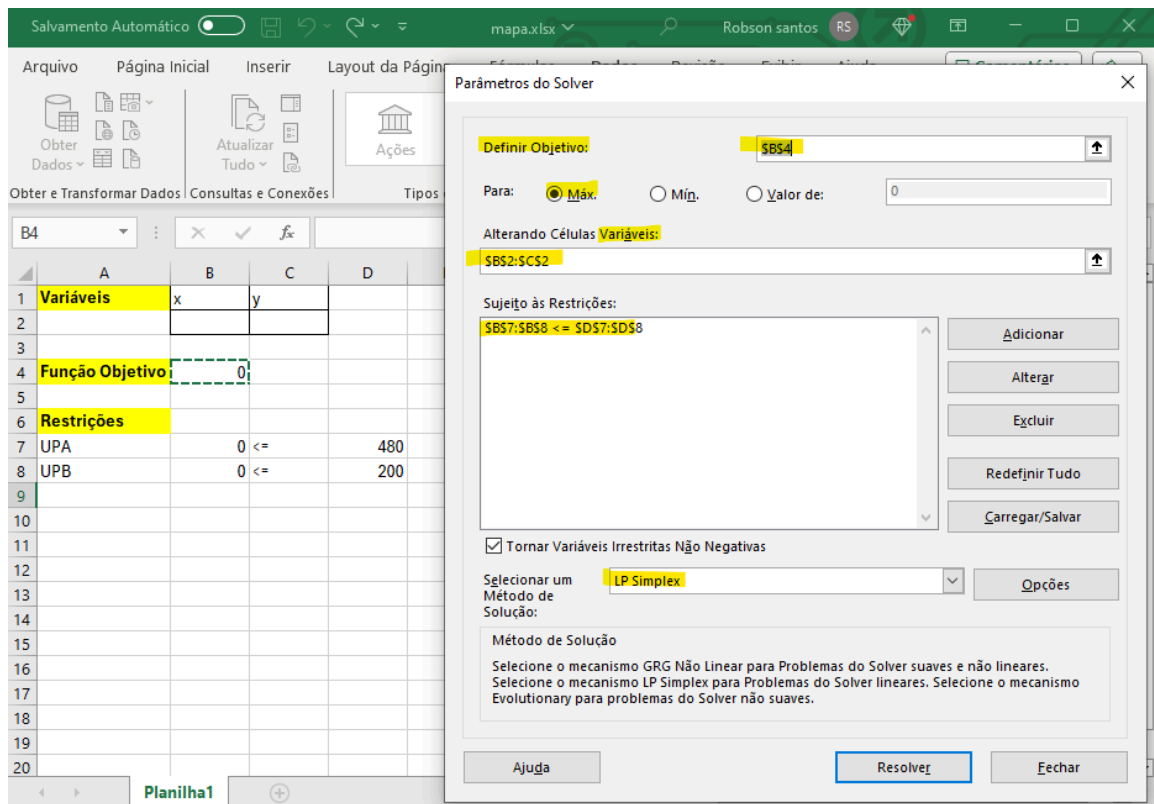 Salvamento Automático
mapa.xlsx
Robson santos
RS
Arquivo Página Inicial Inserir Layout da Página
Obter Dados
Atualizar Tudo
Ações
Obter e Transformar Dados
Consultas e Conexões
Tipos
B4
fx
A B C D
1 Variáveis x y
2
3
4 Função Objetivo 0
5
6 Restrições
7 UPA 0 <= 480
8 UPB 0 <= 200
9
10
11
12
13
14
15
16
17
18
19
20
Planilha1
Parâmetros do Solver
Definir Objetivo: $B$4
Para: Máx. Mín. Valor de: 0
Alterando Células Variáveis:
$B$2:$C$2
Sujeito às Restrições:
$B$7:$B$8 <= $D$7:$D$8
Adicionar
Alterar
Excluir
Redefinir Tudo
Carregar/Salvar
Tornar Variáveis Irrestritas Não Negativas
Selecionar um
Método de
Solução:
LP Simplex
Opções
Método de Solução
Selecione o mecanismo GRG Não Linear para Problemas do Solver suaves e não lineares.
Selecione o mecanismo LP Simplex para Problemas do Solver lineares. Selecione o mecanismo
Evolutionary para problemas do Solver não suaves.
Ajuda
Resolver
Fechar